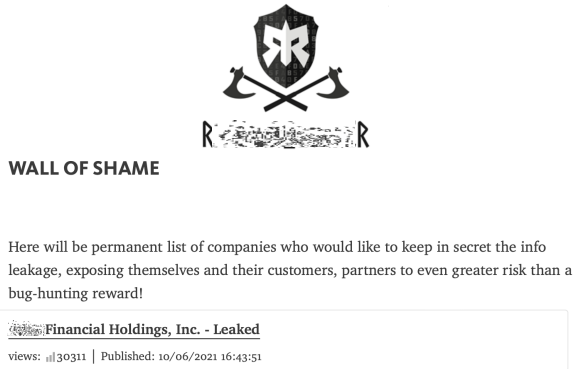 WALL OF SHAME
Here will be permanent list of companies who would like to keep in secret the info
leakage, exposing themselves and their customers, partners to even greater risk than a
bug-hunting reward!
Financial Holdings, Inc. - Leaked
views: 30311 | Published: 10/06/2021 16:43:51